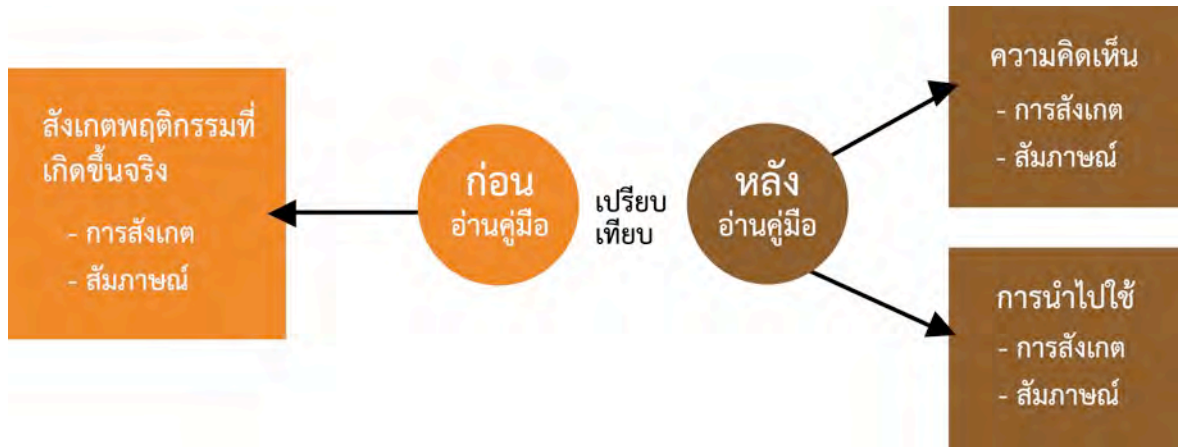 สังเกตพฤติกรรมที่
เกิดขึ้นจริง
- การสังเกต
- สัมภาษณ์
ก่อน
อ่านคู่มือ
เปรียบ
เทียบ
หลัง
อ่านคู่มือ
ความคิดเห็น
- การสังเกต
- สัมภาษณ์
การนำไปใช้
- การสังเกต
- สัมภาษณ์